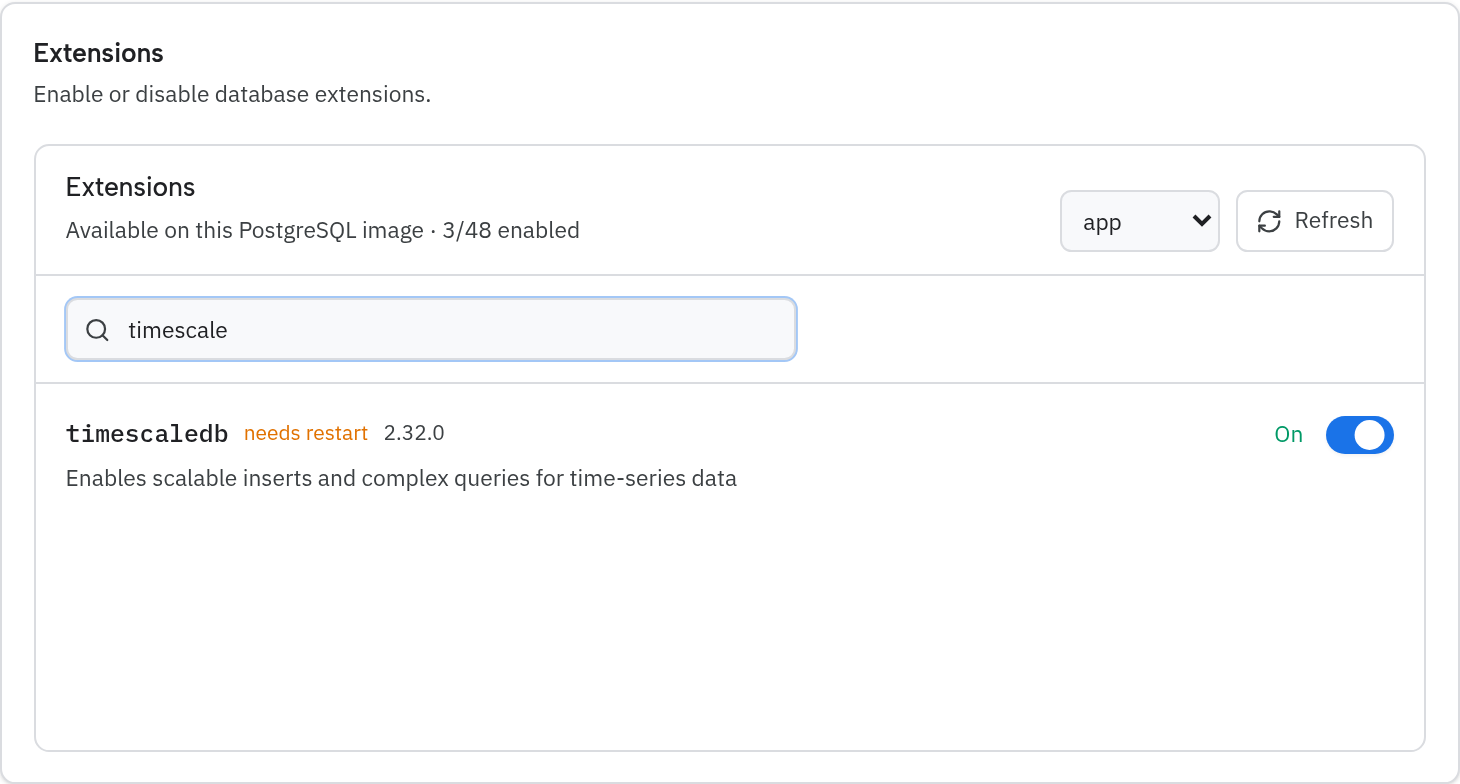 Extensions
Enable or disable database extensions.
Extensions
Available on this PostgreSQL image · 3/48 enabled
app
Refresh
timescale
timescaledb needs restart 2.32.0
On
Enables scalable inserts and complex queries for time-series data